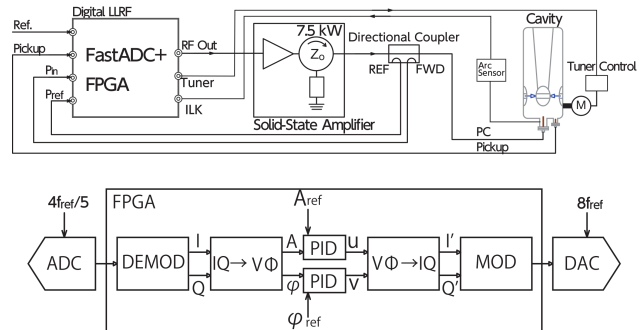 Digital LLRF
Ref.
Pickup
Pin
Pref
FastADC+
FPGA
RF Out
Tuner
ILK
7.5 kW
Zo
Solid-State Amplifier
Directional Coupler
REF
FWD
Arc
Sensor
Cavity
Tuner Control
M
PC
Pickup
4fref/5
ADC
FPGA
DEMOD
I
Q
IQ→VΦ
Aref
A
PID
u
φ
PID
v
φref
VΦ→IQ
I′
Q′
MOD
8fref
DAC